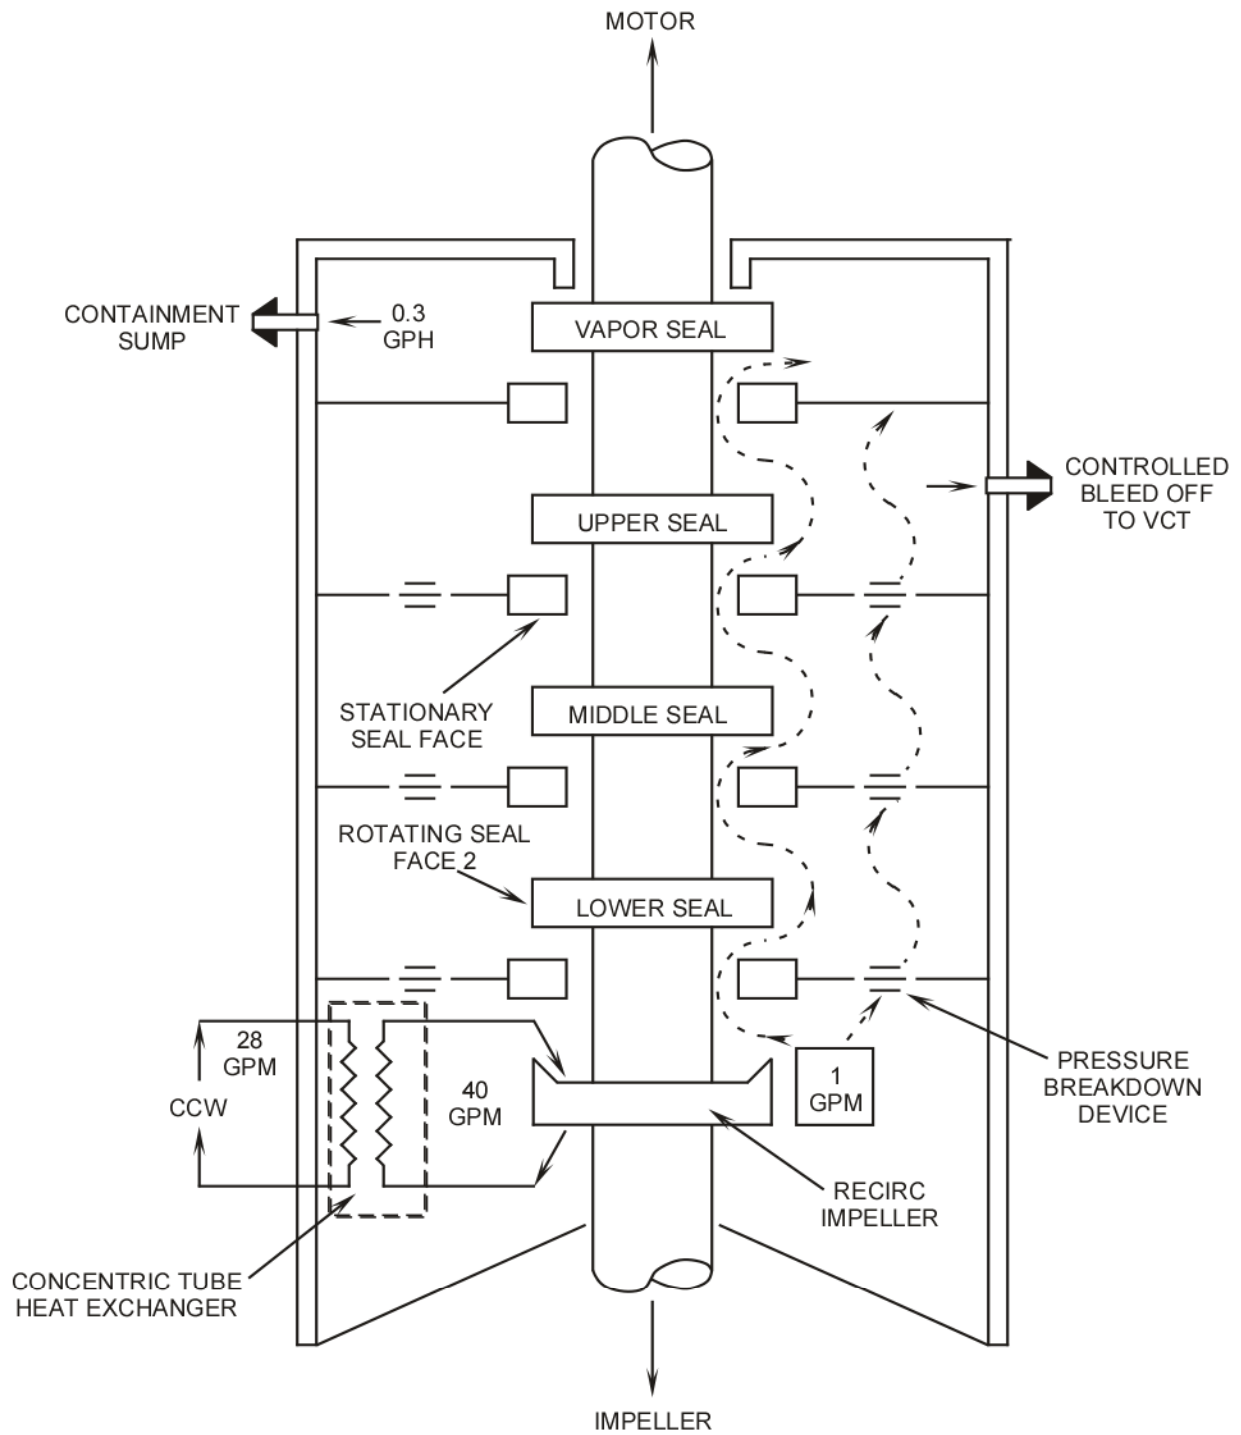 MOTOR
CONTAINMENT
SUMP
0.3
GPH
VAPOR SEAL
CONTROLLED
BLEED OFF
TO VCT
UPPER SEAL
STATIONARY
SEAL FACE
MIDDLE SEAL
ROTATING SEAL
FACE 2
LOWER SEAL
28
GPM
CCW
40
GPM
1
GPM
PRESSURE
BREAKDOWN
DEVICE
RECIRC
IMPELLER
CONCENTRIC TUBE
HEAT EXCHANGER
IMPELLER